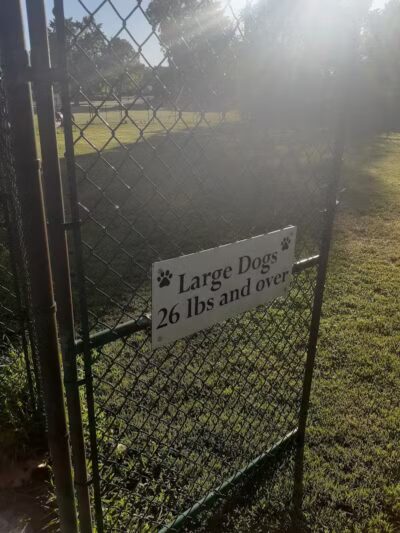 Large Dogs
26 lbs and over